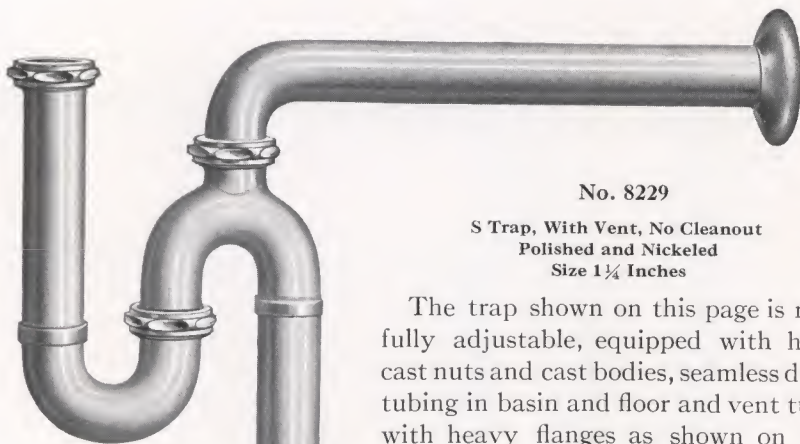 No. 8229
S Trap, With Vent, No Cleanout
Polished and Nickeled
Size 1¼ Inches
The trap shown on this page is
fully adjustable, equipped with
cast nuts and cast bodies, seamless
tubing in basin and floor and vent
with heavy flanges as shown on